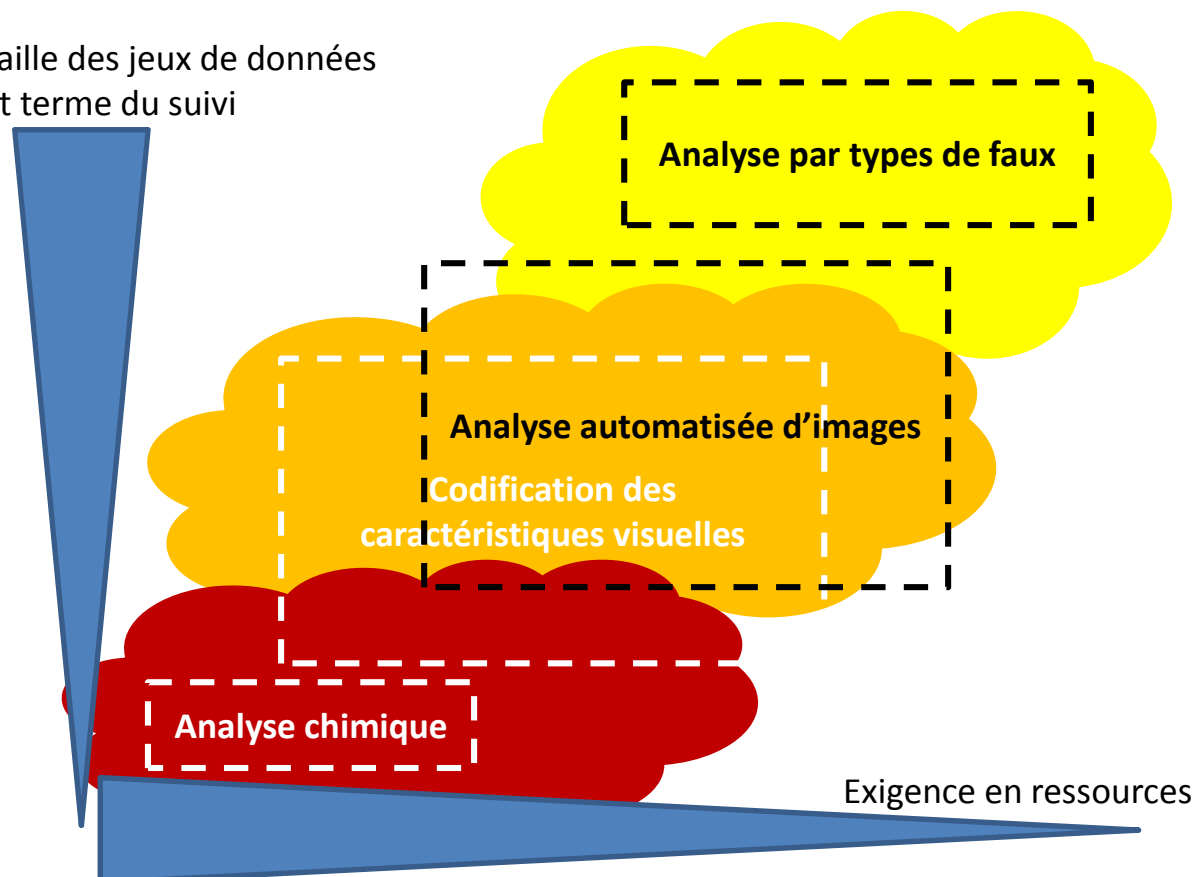 aille des jeux de données
t terme du suivi
Analyse par types de faux
Analyse automatisée d’images
Codification des
caractéristiques visuelles
Analyse chimique
Exigence en ressources